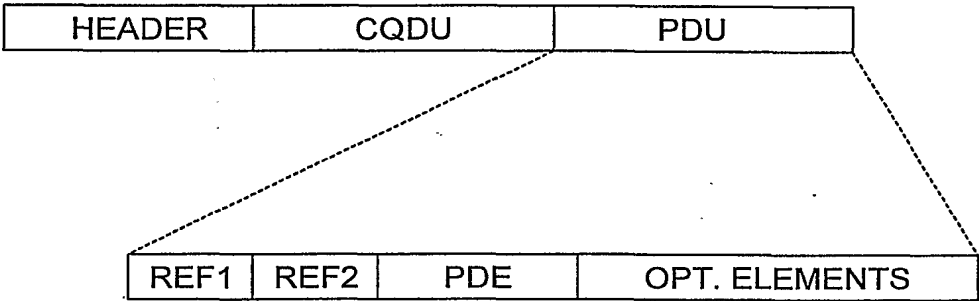 HEADER CQDU PDU
REF1 REF2 PDE OPT. ELEMENTS